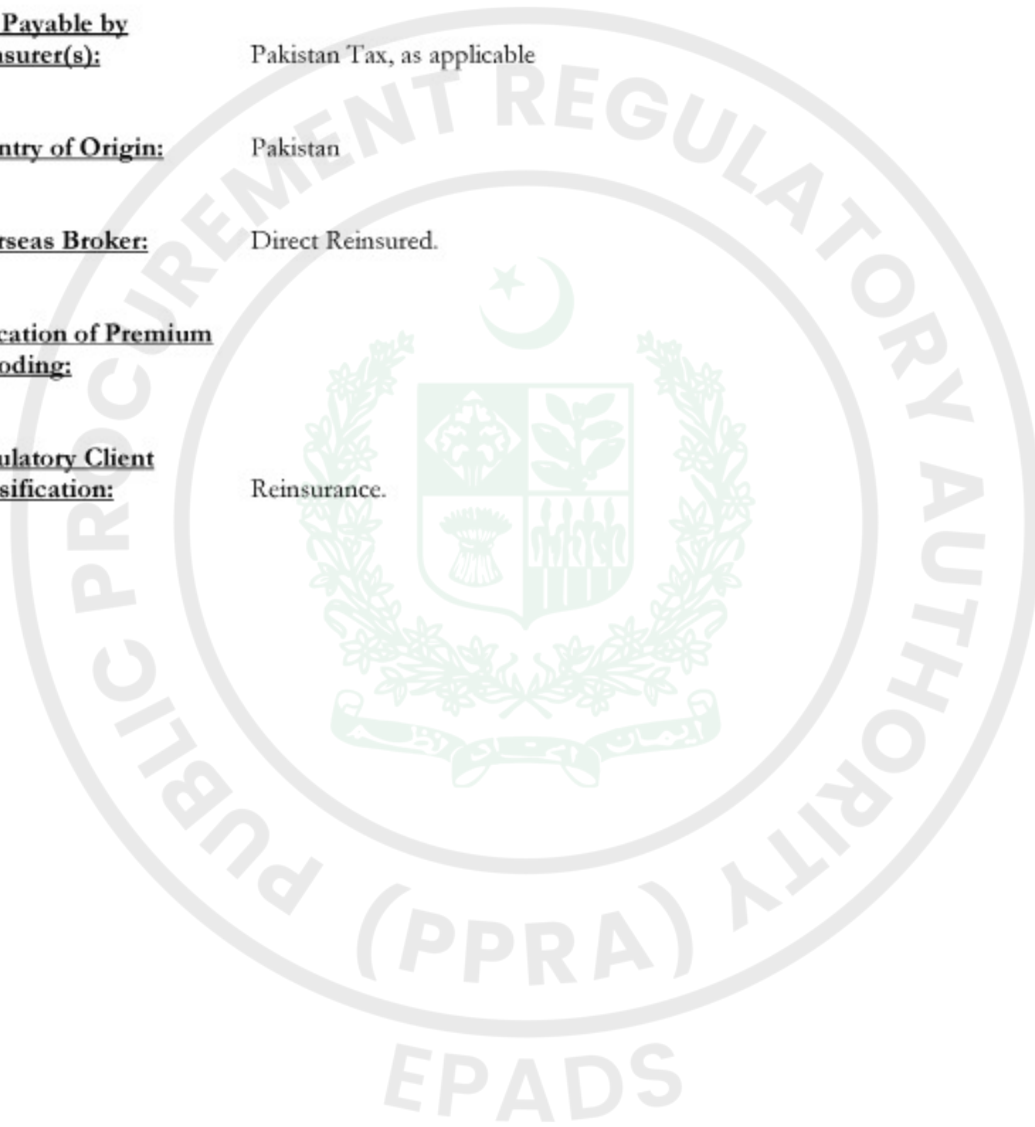 Payable by
nsurer(s): Pakistan Tax, as applicable
ntry of Origin: Pakistan
rseas Broker: Direct Reinsured.
cation of Premium
oding:
ulatory Client
sification: Reinsurance.
PUBLIC PROCUREMENT REGULATORY AUTHORITY
(PPRA)
EPADS